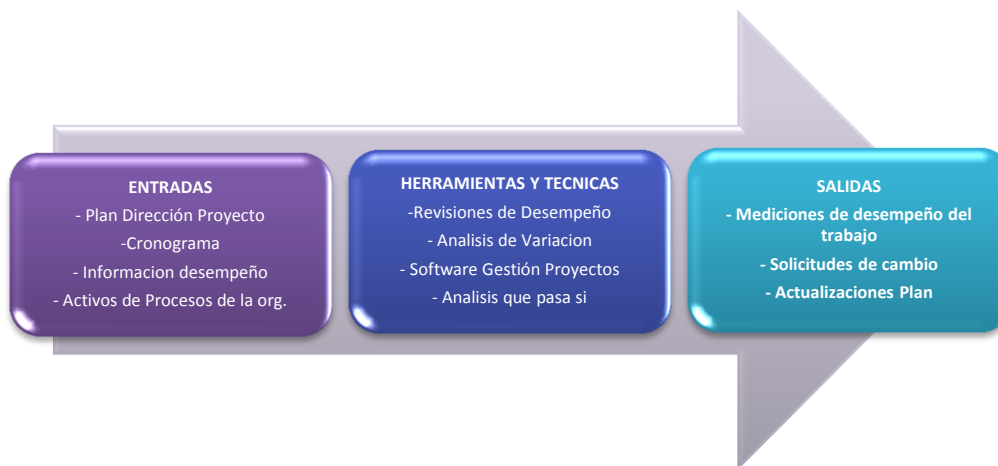 ENTRADAS
- Plan Dirección Proyecto
-Cronograma
- Informacion desempeño
- Activos de Procesos de la org.
HERRAMIENTAS Y TECNICAS
-Revisiones de Desempeño
- Analisis de Variacion
- Software Gestión Proyectos
- Analisis que pasa si
SALIDAS
- Mediciones de desempeño del
trabajo
- Solicitudes de cambio
- Actualizaciones Plan